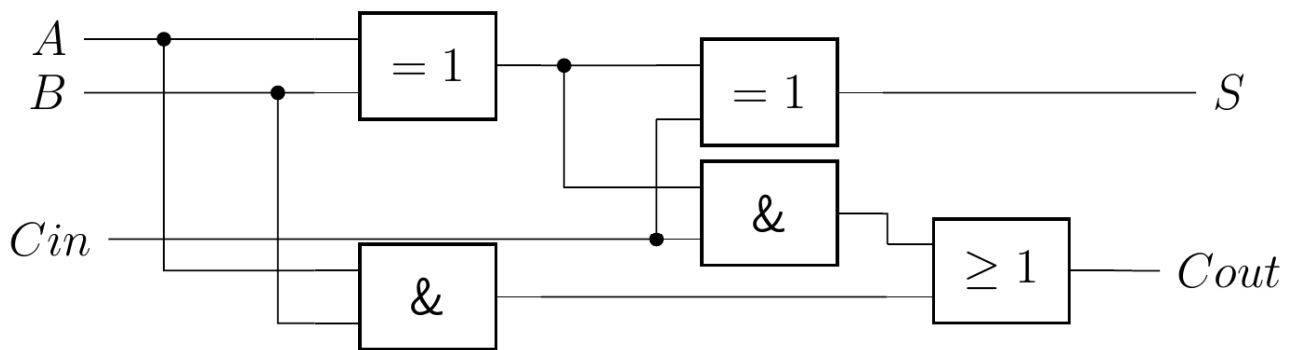 A
= 1
B
= 1
S
&
Cin
&
≥ 1
Cout